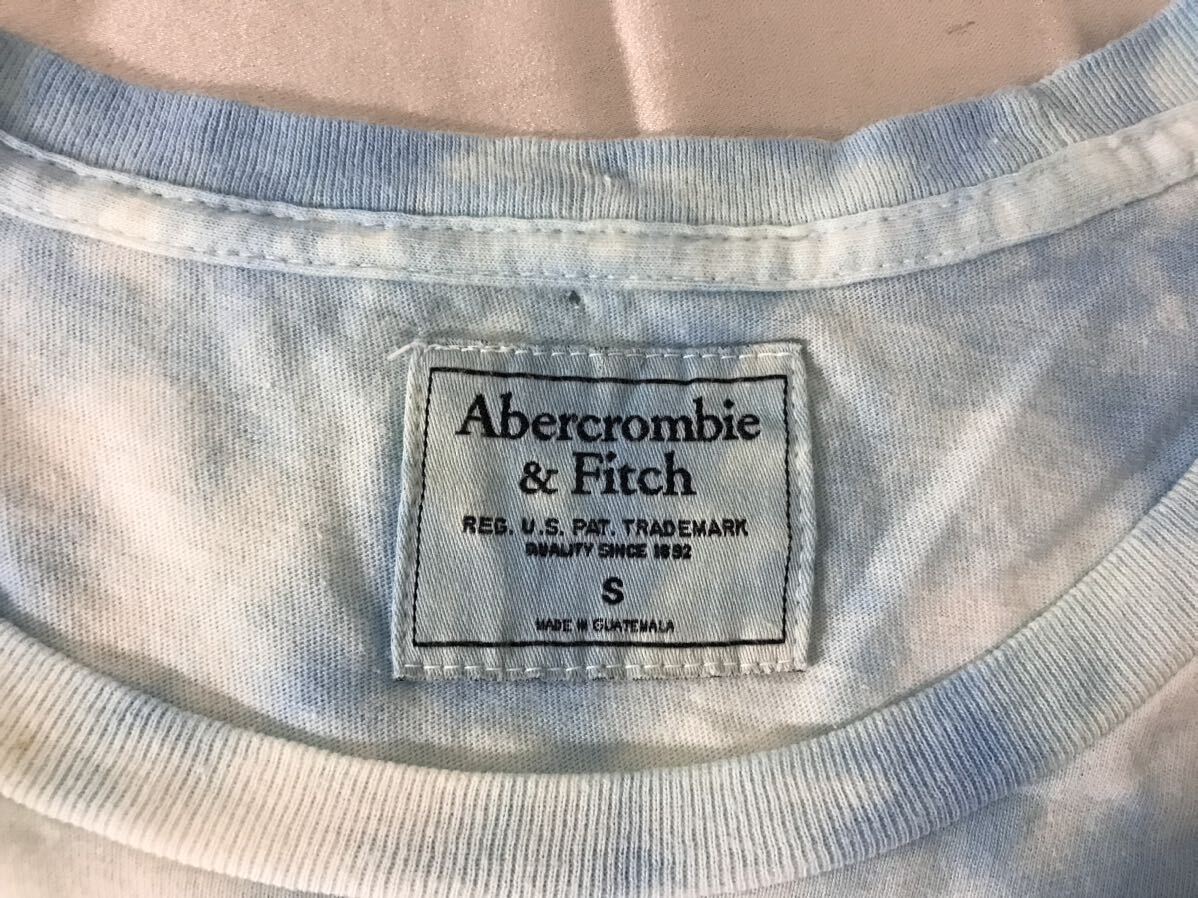 Abercrombie
& Fitch
REG. U.S. PAT. TRADEMARK
QUALITY SINCE 1892
S
MADE IN GUATEMALA